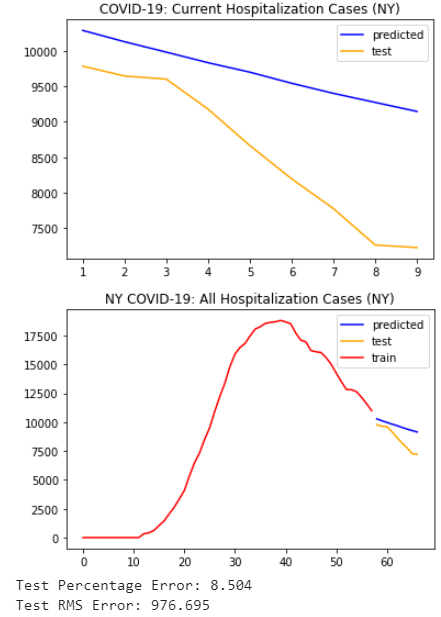 COVID-19: Current Hospitalization Cases (NY)
predicted
test
10000
9500
9000
8500
8000
7500
1 2 3 4 5 6 7 8 9
NY COVID-19: All Hospitalization Cases (NY)
predicted
test
train
17500
15000
12500
10000
7500
5000
2500
0
0 10 20 30 40 50 60
Test Percentage Error: 8.504
Test RMS Error: 976.695